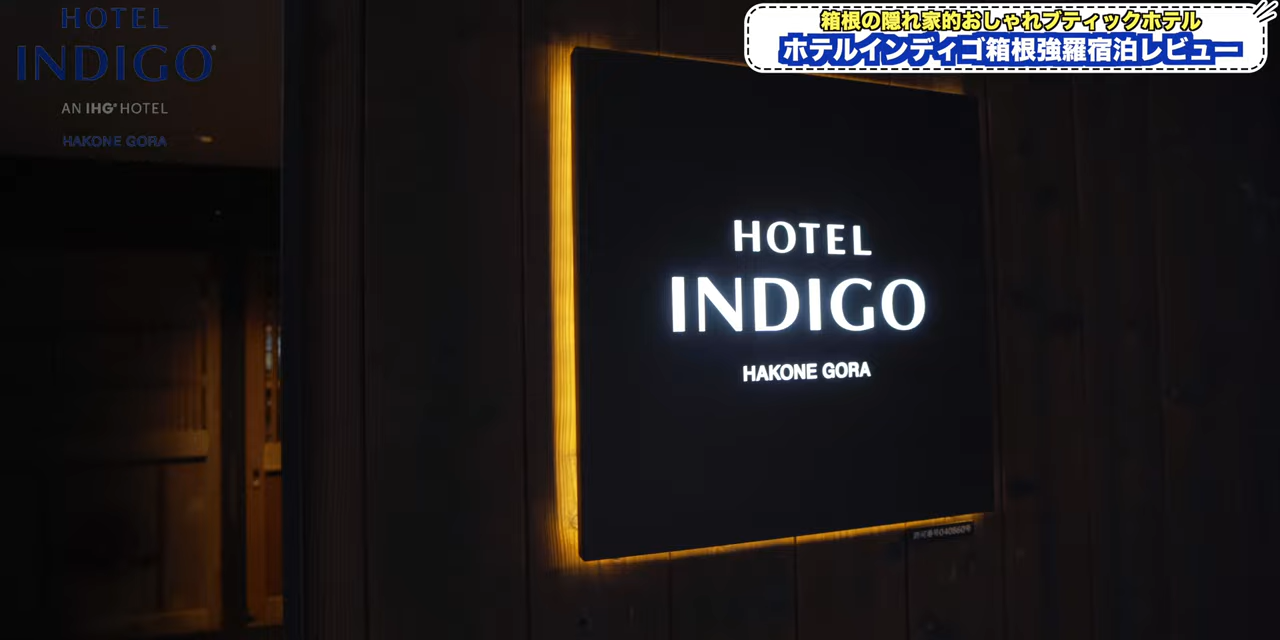 HOTEL
INDIGO
AN IHG HOTEL
HAKONE GORA
箱根の隠れ家的おしゃれブティックホテル
ホテルインディゴ箱根強羅宿泊レビュー
HOTEL
INDIGO
HAKONE GORA